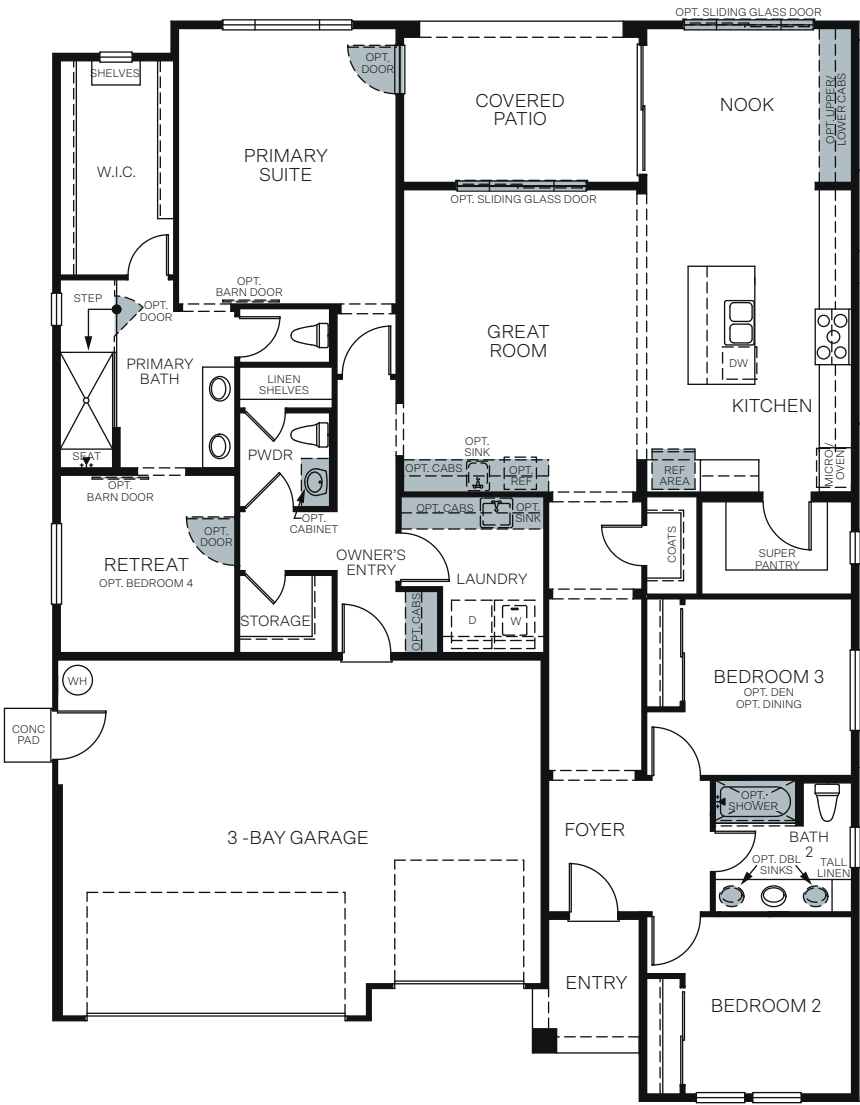 OPT. SLIDING GLASS DOOR
SHELVES
OPT.
DOOR
COVERED
PATIO
NOOK
OPT. UPPER/
LOWER CABS
W.I.C.
PRIMARY
SUITE
OPT. SLIDING GLASS DOOR
OPT.
BARN DOOR
STEP
OPT.
DOOR
GREAT
ROOM
DW
PRIMARY
BATH
LINEN
SHELVES
KITCHEN
SEAT
PWDR
OPT.
SINK
OPT. CABS
OPT.
REF
REF
AREA
MICRO/
OVEN
OPT.
BARN DOOR
OPT.
CABINET
OPT. CABS
OPT.
SINK
OPT.
DOOR
RETREAT
OPT. BEDROOM 4
OWNER'S
ENTRY
LAUNDRY
COATS
SUPER
PANTRY
STORAGE
OPT. CABS
D
W
WH
BEDROOM 3
OPT. DEN
OPT. DINING
CONC
PAD
OPT.
SHOWER
3 -BAY GARAGE
FOYER
BATH
2
OPT. DBL
SINKS
TALL
LINEN
ENTRY
BEDROOM 2